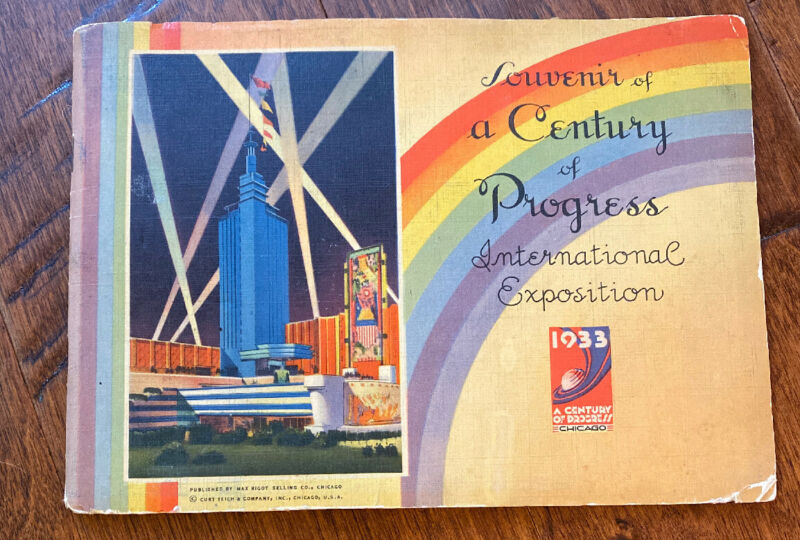 Souvenir of
a Century
of
Progress
International
Exposition
1933
A CENTURY
OF PROGRESS
CHICAGO
PUBLISHED BY MAX RIGOT SELLING CO., CHICAGO
© CURT TEICH & COMPANY, INC., CHICAGO, U.S.A.